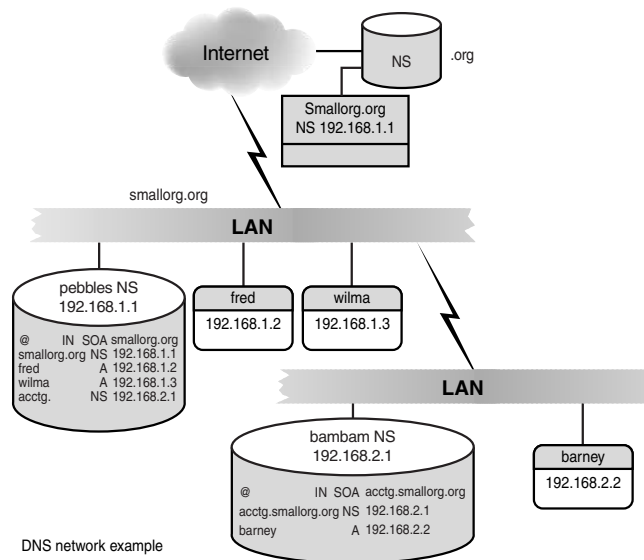 Internet
NS
.org
Smallorg.org
NS 192.168.1.1
smallorg.org
LAN
pebbles NS
192.168.1.1
@ IN SOA smallorg.org
smallorg.org NS 192.168.1.1
fred A 192.168.1.2
wilma A 192.168.1.3
acctg. NS 192.168.2.1
fred
192.168.1.2
wilma
192.168.1.3
LAN
bambam NS
192.168.2.1
@ IN SOA acctg.smallorg.org
acctg.smallorg.org NS 192.168.2.1
barney A 192.168.2.2
barney
192.168.2.2
DNS network example